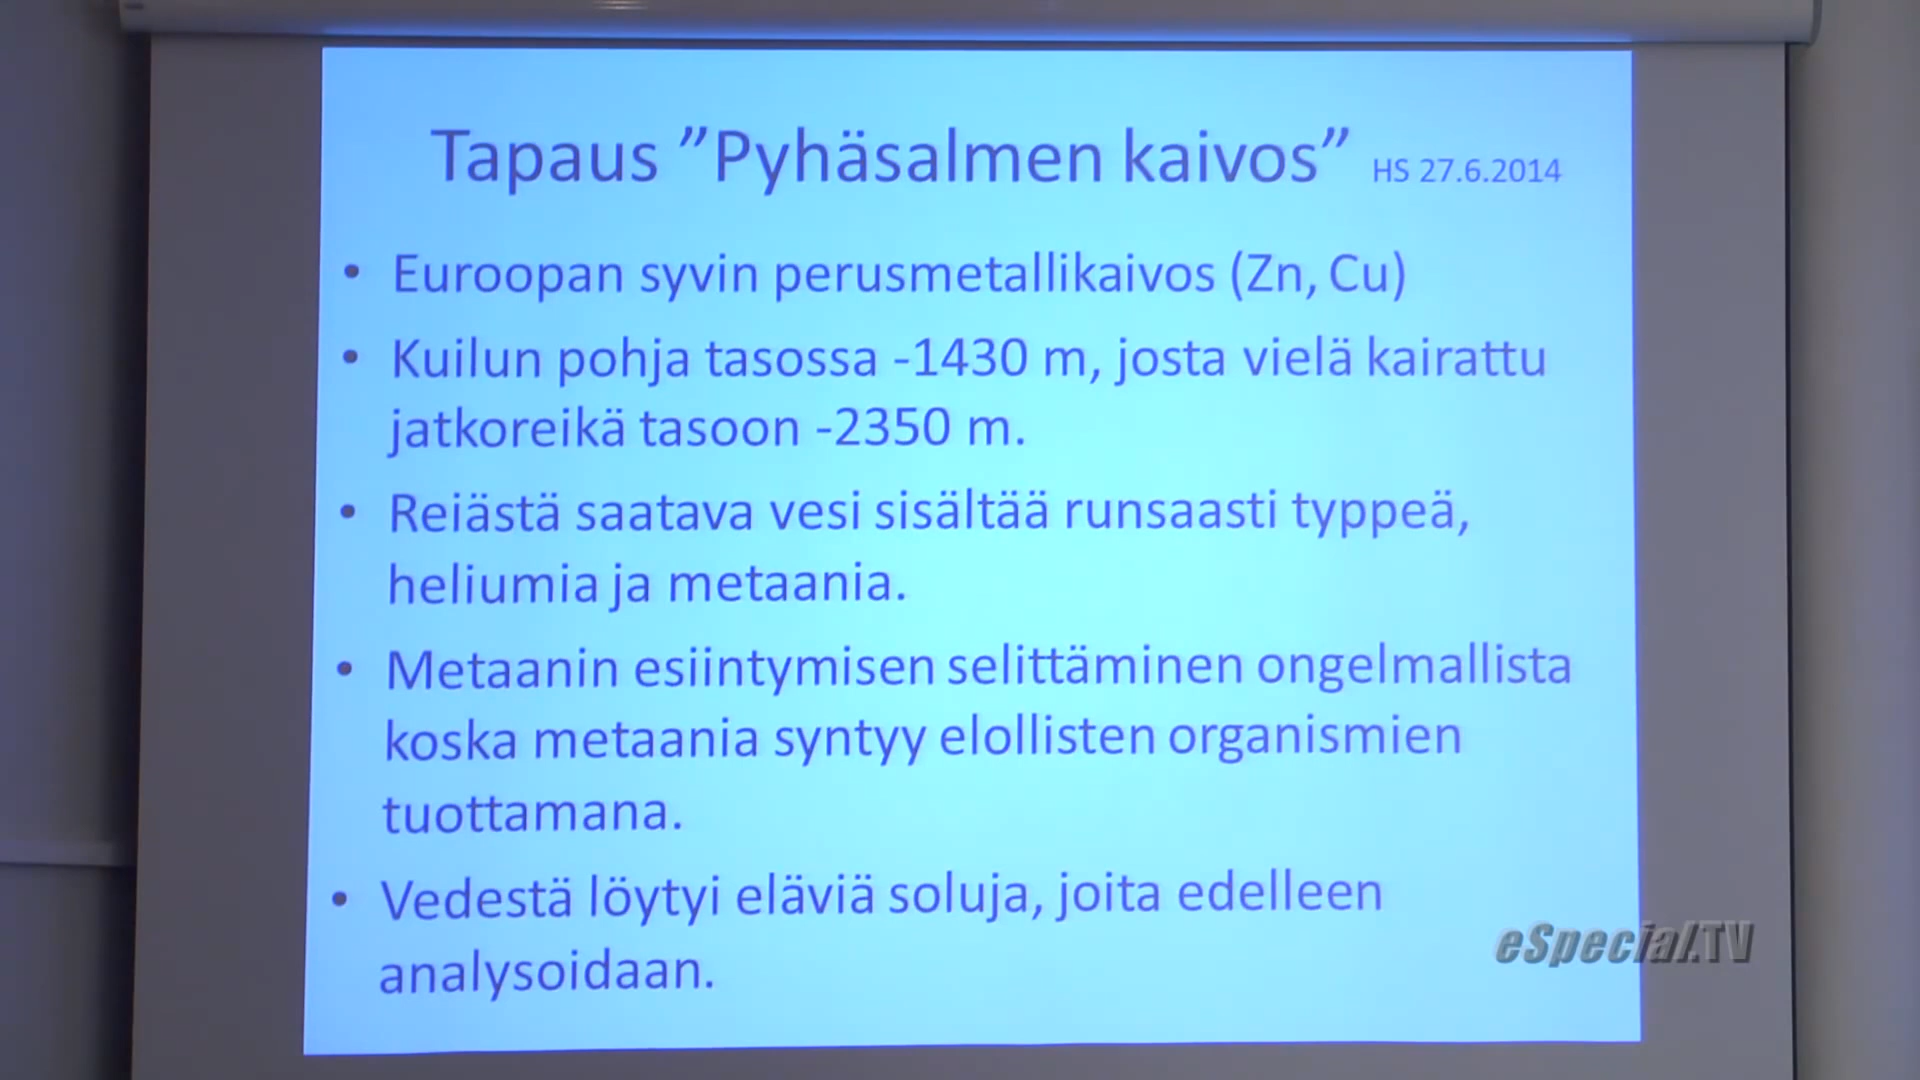 Tapaus ”Pyhäsalmen kaivos” HS 27.6.2014
• Euroopan syvin perusmetallikaivos (Zn, Cu)
• Kuilun pohja tasossa -1430 m, josta vielä kairattu
jatkoreikä tasoon -2350 m.
• Reiästä saatava vesi sisältää runsaasti typpeä,
heliumia ja metaania.
• Metaanin esiintymisen selittäminen ongelmallista
koska metaania syntyy elollisten organismien
tuottamana.
• Vedestä löytyi eläviä soluja, joita edelleen
analysoidaan.
eSpecial.TV